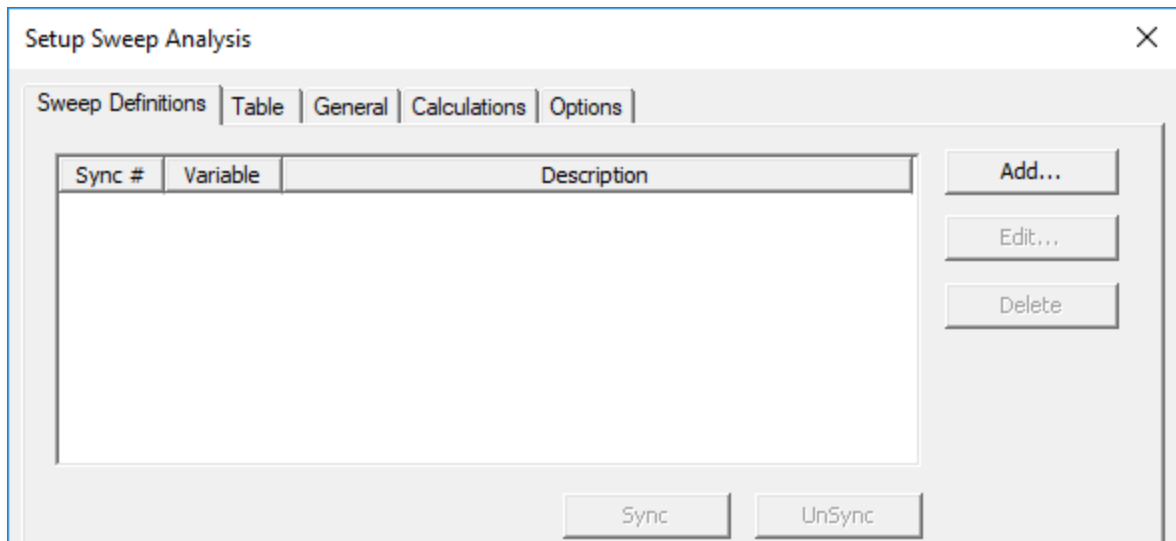 Setup Sweep Analysis
Sweep Definitions Table General Calculations Options
Sync # Variable Description
Add...
Edit...
Delete
Sync UnSync